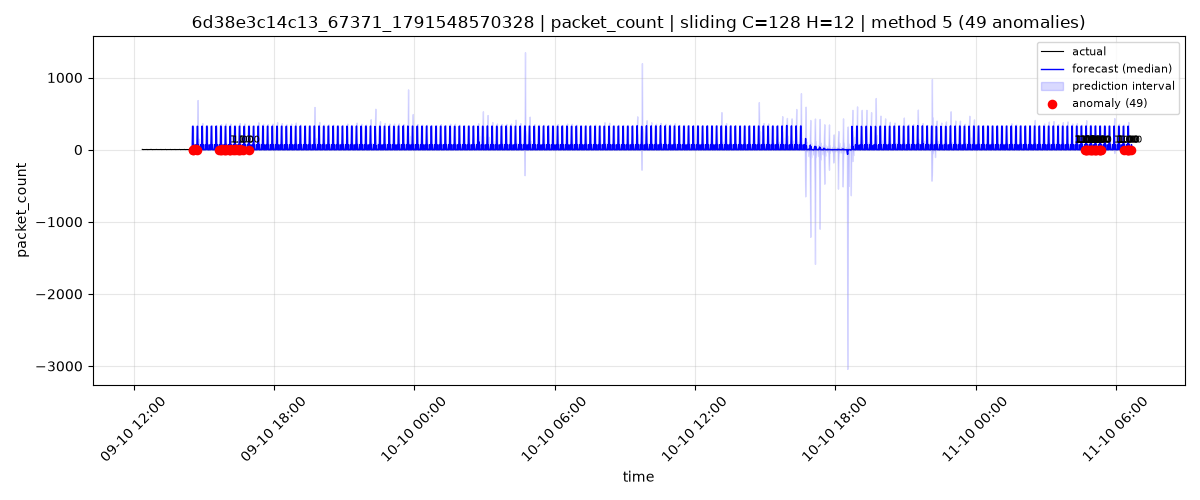 6d38e3c14c13_67371_1791548570328 | packet_count | sliding C=128 H=12 | method 5 (49 anomalies)
actual
forecast (median)
prediction interval
anomaly (49)
packet_count
1000
0
−1000
−2000
−3000
09-10 12:00
09-10 18:00
10-10 00:00
10-10 06:00
10-10 12:00
10-10 18:00
11-10 00:00
11-10 06:00
time